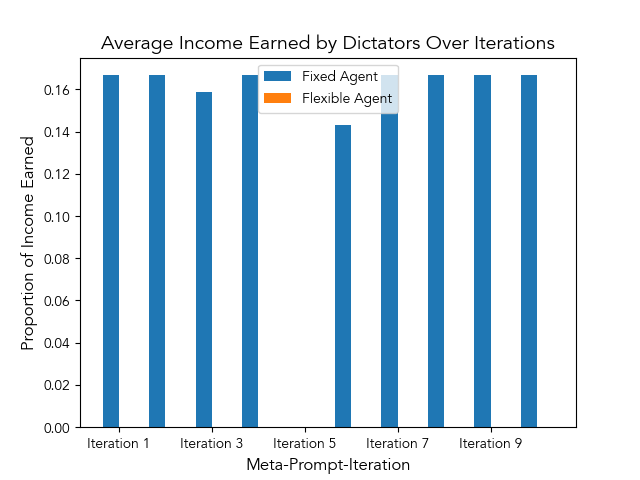 Average Income Earned by Dictators Over Iterations
Fixed Agent
Flexible Agent
Proportion of Income Earned
0.16
0.14
0.12
0.10
0.08
0.06
0.04
0.02
0.00
Iteration 1
Iteration 3
Iteration 5
Iteration 7
Iteration 9
Meta-Prompt-Iteration